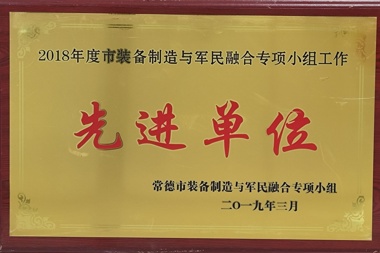 2018年度市装备制造与军民融合专项小组工作
先进单位
常德市装备制造与军民融合专项小组
二〇一九年三月